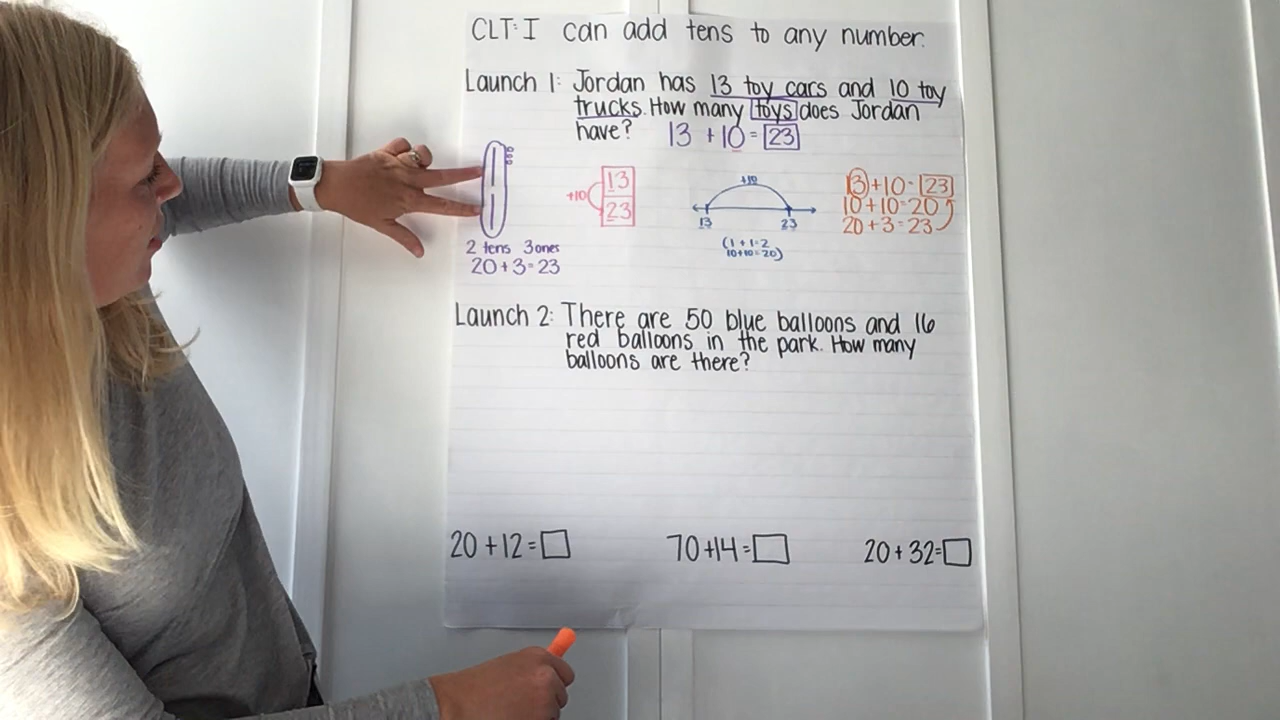 CLT: I can add tens to any number.
Launch 1: Jordan has 13 toy cars and 10 toy
trucks. How many toys does Jordan
have? 13 + 10 = 23
2 tens 3 ones
20 + 3 = 23
+10
13
23
+10
13 23
(1 + 1 = 2
10+10=20)
13+10=23
10+10=20
20+3=23
Launch 2: There are 50 blue balloons and 16
red balloons in the park. How many
balloons are there?
20 + 12 = □ 70 + 14 = □ 20 + 32 = □